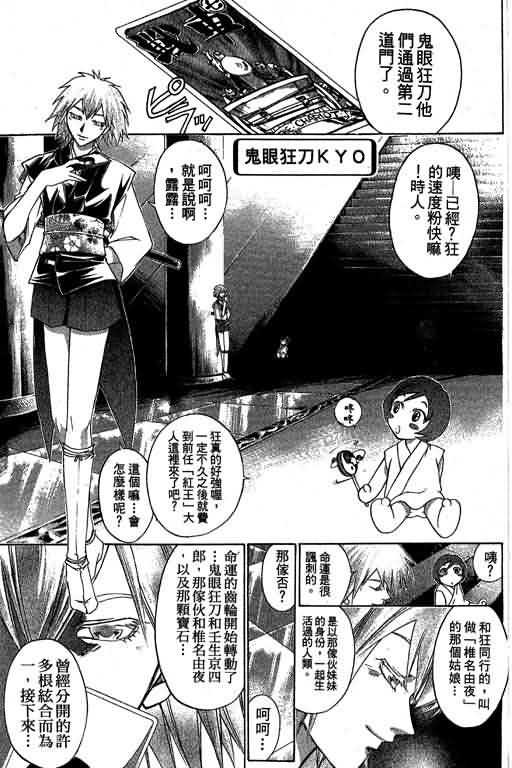 鬼眼狂刀他
們通過第二
道門了。
鬼眼狂刀KYO
咦—已經?狂
的速度粉快嘛
!時人。
呵呵呵…
就是說啊
,露露…
咚
咚
狂真的好強喔,
一定不久之後就費
到前任「紅王」大
人這裡來了吧?
這個嘛…會
怎麼樣呢?
咦?
和狂同行的,叫
做「椎名由夜」
的那個姑娘…
命運是很
諷刺的。
是以那傢伙妹妹
的身份,一起生
活過的人類。
那傢伙?
命運的齒輪開始轉動了
…鬼眼狂刀和壬生京四
郎,那傢伙和椎名由夜
,以及那顆寶石…
呵呵…
曾經分開的許
多根絃合而為
一,接下來…